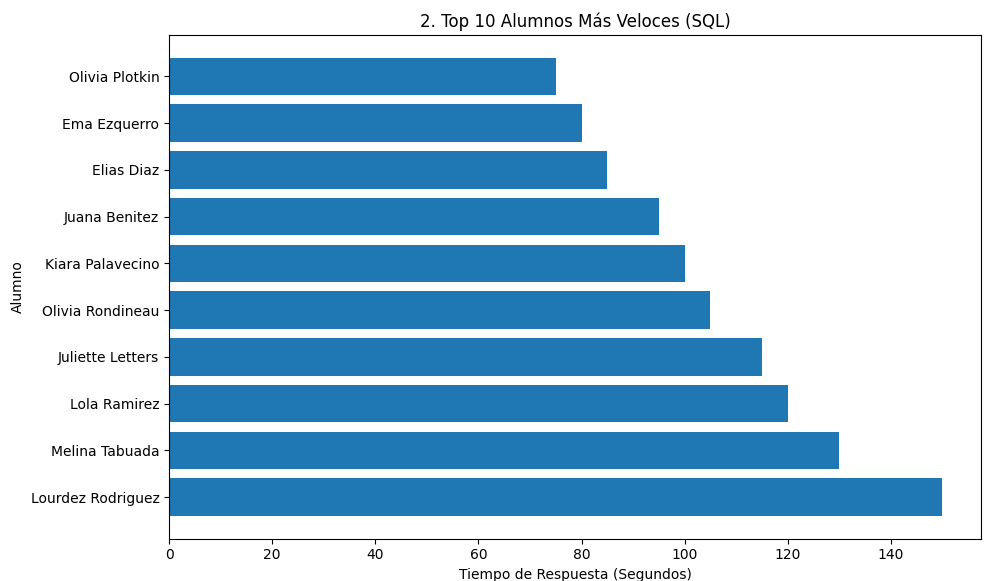 2. Top 10 Alumnos Más Veloces (SQL)
Alumno
Olivia Plotkin
Ema Ezquerro
Elias Diaz
Juana Benitez
Kiara Palavecino
Olivia Rondineau
Juliette Letters
Lola Ramirez
Melina Tabuada
Lourdez Rodriguez
0 20 40 60 80 100 120 140
Tiempo de Respuesta (Segundos)